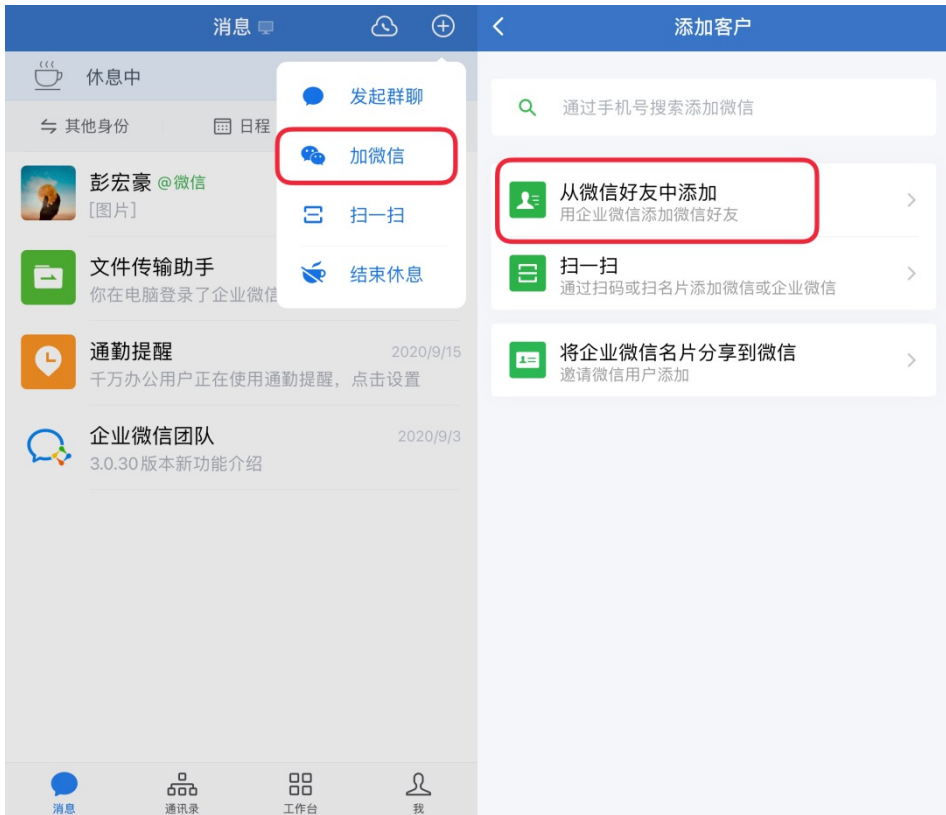 消息
休息中
其他身份
日程
发起群聊
加微信
扫一扫
结束休息
彭宏豪 @微信
[图片]
文件传输助手
你在电脑登录了企业微信
通勤提醒 2020/9/15
千万办公用户正在使用通勤提醒，点击设置
企业微信团队 2020/9/3
3.0.30版本新功能介绍
消息 通讯录 工作台 我
添加客户
通过手机号搜索添加微信
从微信好友中添加
用企业微信添加微信好友
扫一扫
通过扫码或扫名片添加微信或企业微信
将企业微信名片分享到微信
邀请微信用户添加